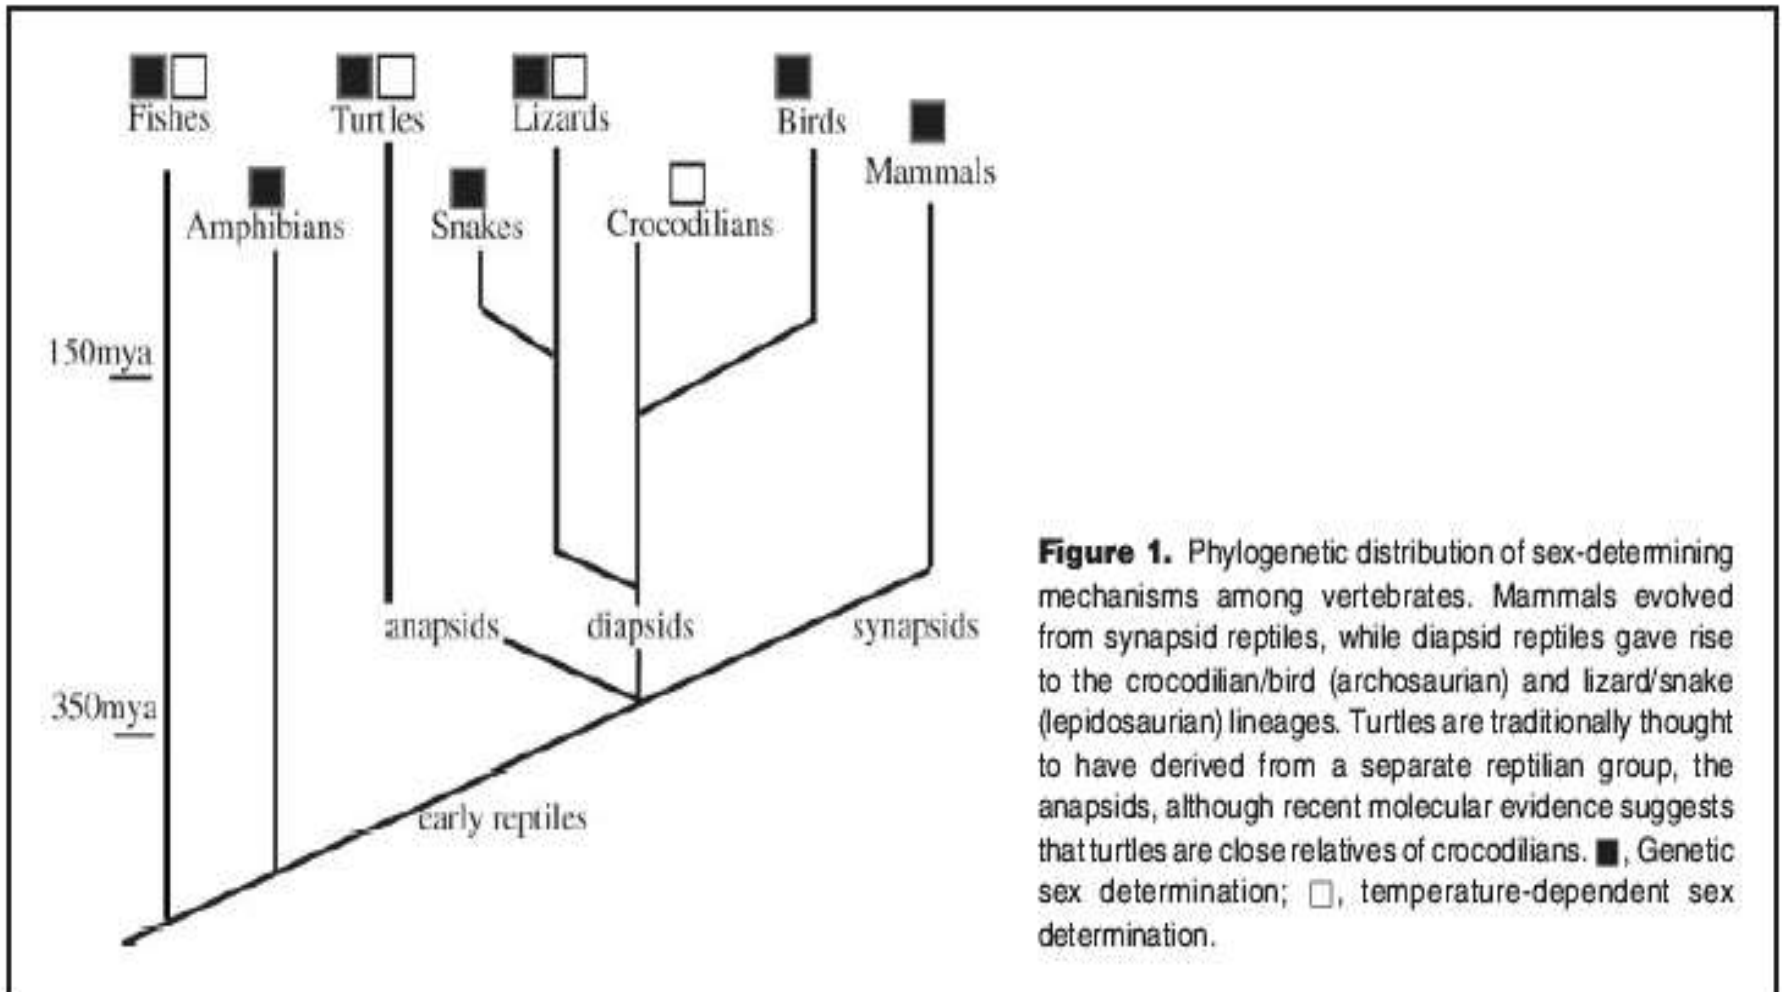 Fishes
Turtles
Lizards
Birds
Mammals
Amphibians
Snakes
Crocodilians
150mya
anapsids
diapsids
synapsids
350mya
early reptiles
Figure 1. Phylogenetic distribution of sex-determining
mechanisms among vertebrates. Mammals evolved
from synapsid reptiles, while diapsid reptiles gave rise
to the crocodilian/bird (archosaurian) and lizard/snake
(lepidosaurian) lineages. Turtles are traditionally thought
to have derived from a separate reptilian group, the
anapsids, although recent molecular evidence suggests
that turtles are close relatives of crocodilians. ■, Genetic
sex determination; □, temperature-dependent sex
determination.